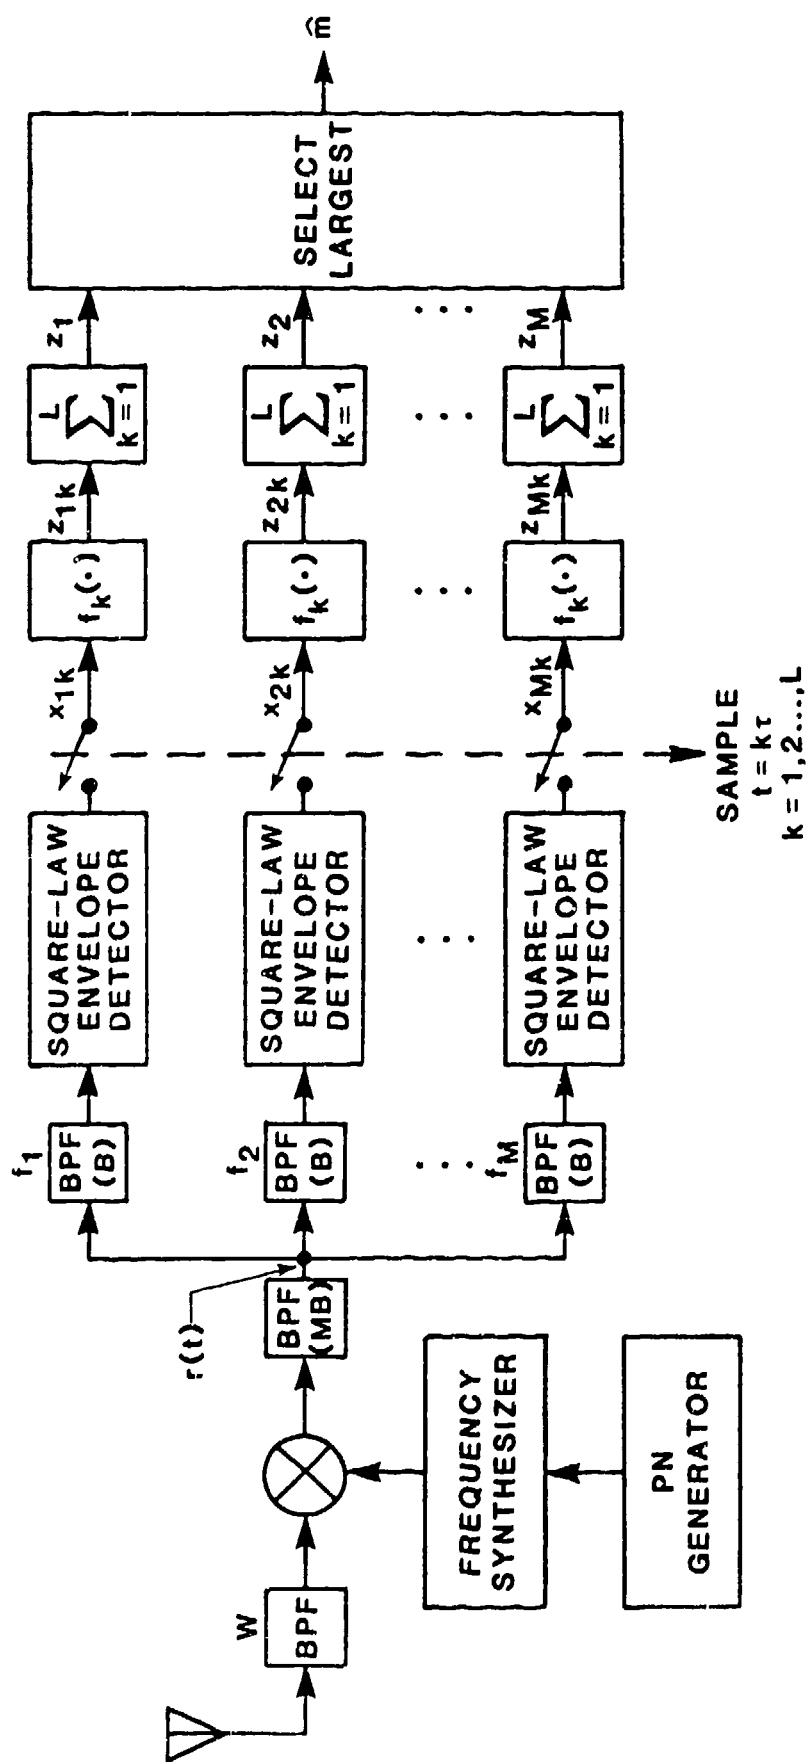 W
BPF
FREQUENCY
SYNTHESIZER
PN
GENERATOR
BPF
(MB)
r(t)
f1
BPF
(B)
SQUARE-LAW
ENVELOPE
DETECTOR
x1k
fk(·)
z1k
L
∑
k=1
z1
f2
BPF
(B)
SQUARE-LAW
ENVELOPE
DETECTOR
x2k
fk(·)
z2k
L
∑
k=1
z2
...
...
...
...
...
fM
BPF
(B)
SQUARE-LAW
ENVELOPE
DETECTOR
xMk
fk(·)
zMk
L
∑
k=1
zM
SELECT
LARGEST
m̂
SAMPLE
t=kτ
k = 1,2...,L